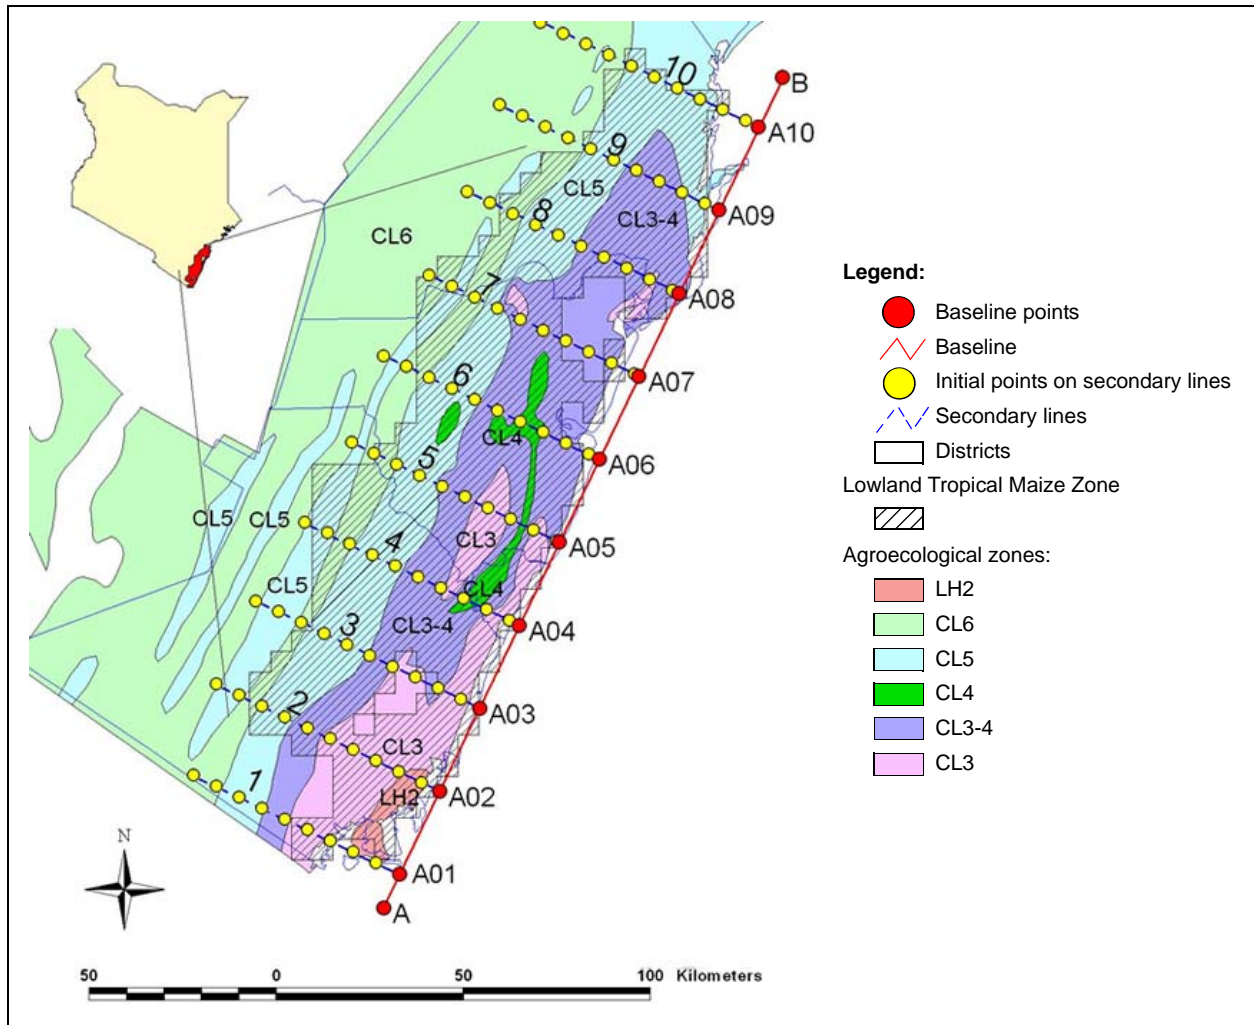 B
10
A10
9
CL5
A09
8
CL3-4
CL6
7
A08
6
A07
CL4
5
A06
CL5
CL5
CL3
4
A05
CL5
CL4
3
CL3-4
A04
2
CL3
A03
1
LH2
A02
A01
A
N
50 0 50 100 Kilometers
Legend:
Baseline points
Baseline
Initial points on secondary lines
Secondary lines
Districts
Lowland Tropical Maize Zone
Agroecological zones:
LH2
CL6
CL5
CL4
CL3-4
CL3